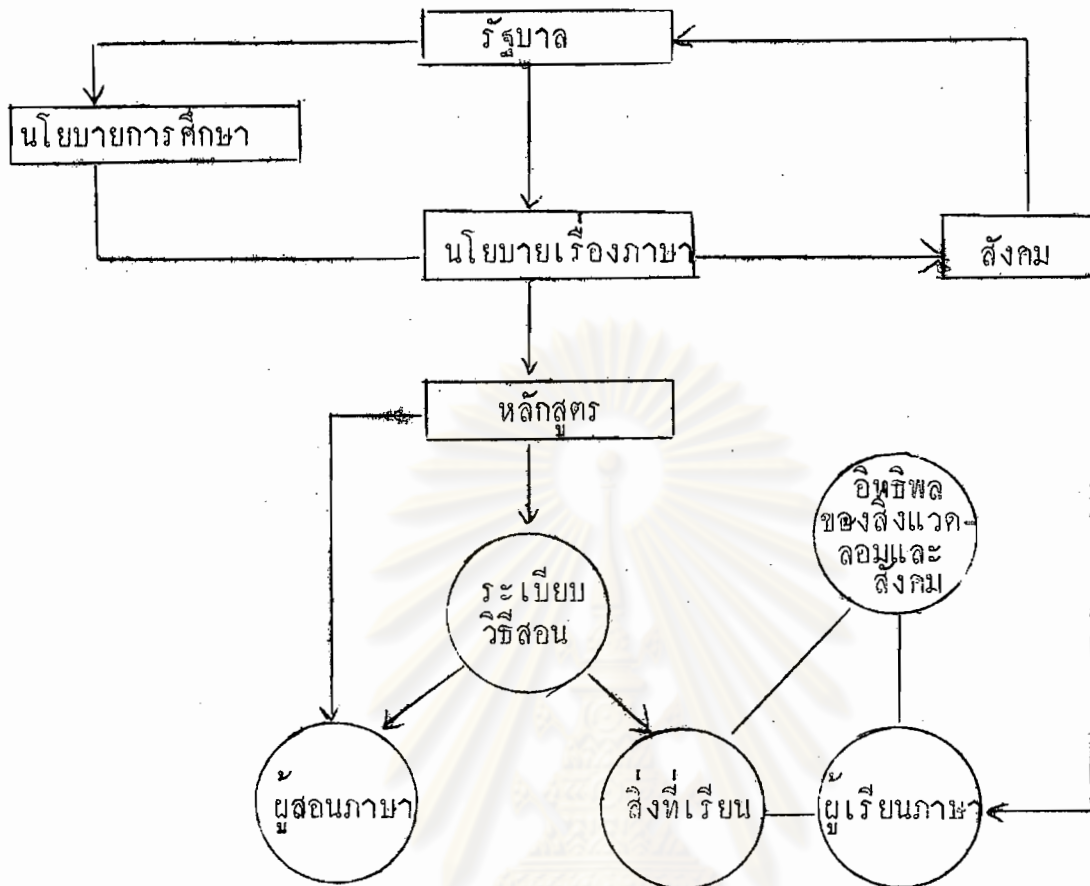 รัฐบาล
นโยบายการศึกษา
นโยบายเรื่องภาษา
สังคม
หลักสูตร
อิทธิพล
ของสิ่งแวด-
ลอมและ
สังคม
ระเบียบ
วิธีสอน
ผู้สอนภาษา
สิ่งที่เรียน
ผู้เรียนภาษา